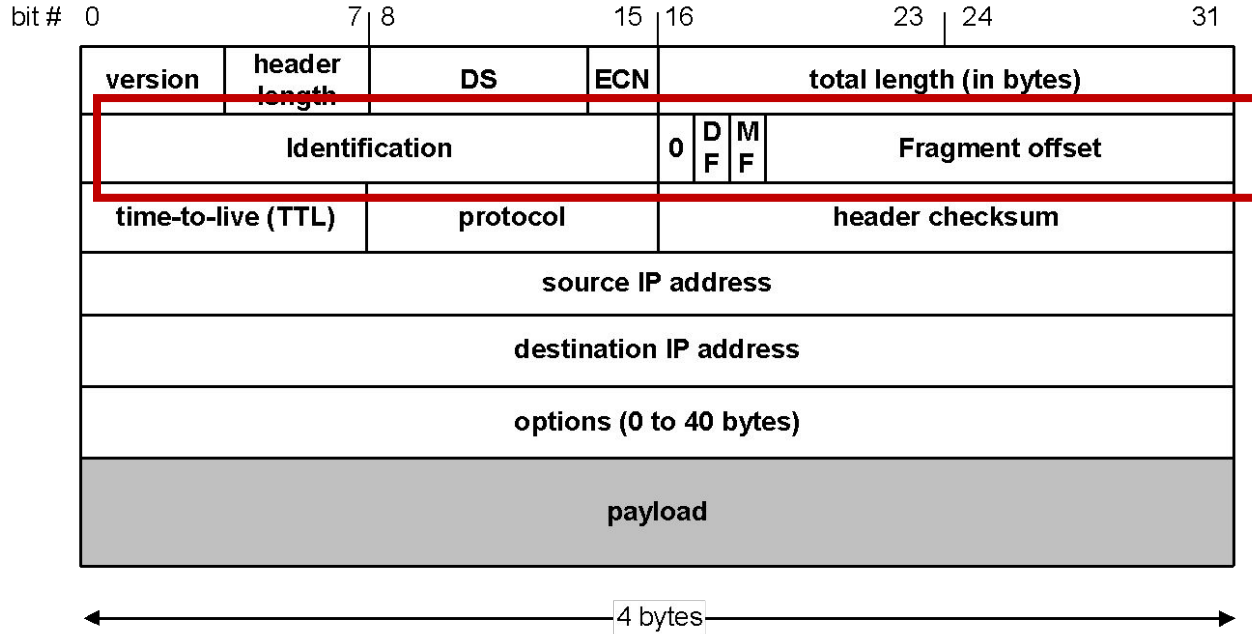 bit # 0 7 8 15 16 23 24 31
version header length DS ECN total length (in bytes)
Identification 0 DF MF Fragment offset
time-to-live (TTL) protocol header checksum
source IP address
destination IP address
options (0 to 40 bytes)
payload
4 bytes